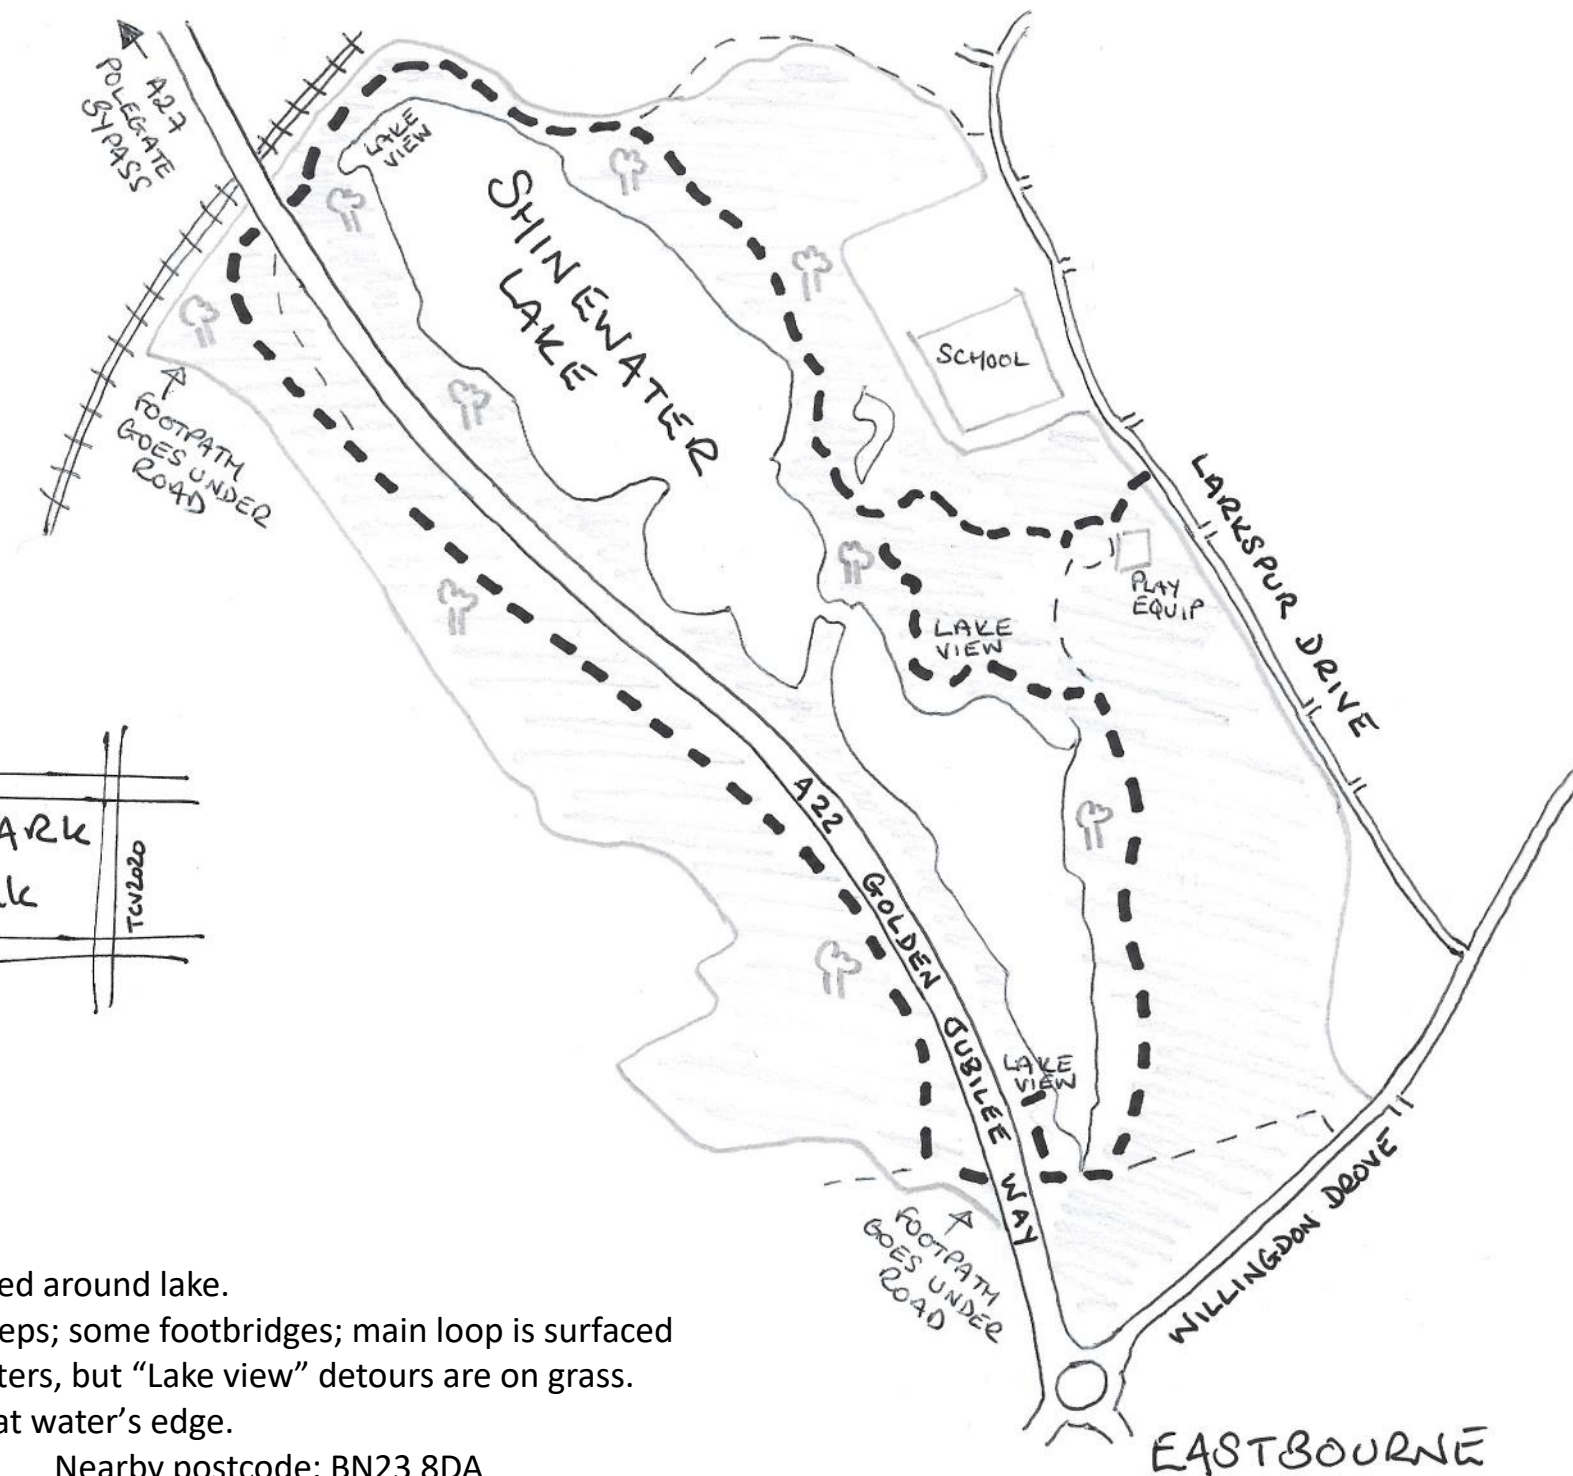 A27
POLEGATE
BYPASS
LAKE
VIEW
SHINEWATER
LAKE
SCHOOL
FOOTPATH
GOES UNDER
ROAD
LARKSPUR DRIVE
PLAY
EQUIP
LAKE
VIEW
A22 GOLDEN JUBILEE WAY
ARK
TCV2020
LAKE
VIEW
FOOTPATH
GOES UNDER
ROAD
WILLINGDON DROVE
ed around lake.
eps; some footbridges; main loop is surfaced
ters, but “Lake view” detours are on grass.
at water’s edge.
Nearby postcode: BN23 8DA
EASTBOURNE